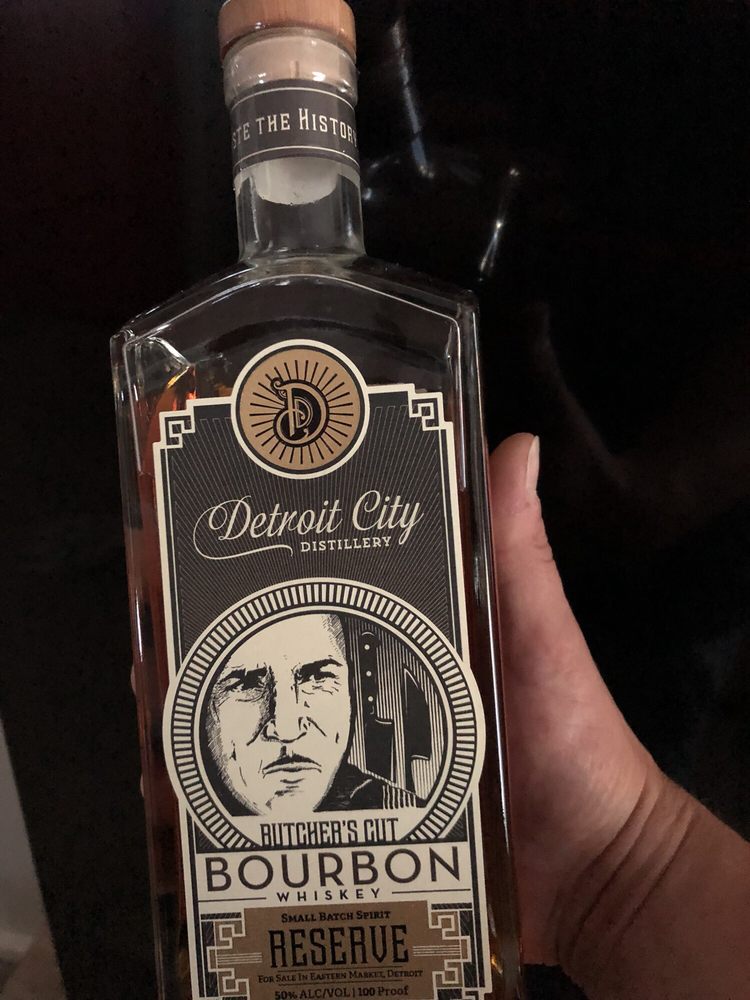 STE THE HISTORY
D
Detroit City
DISTILLERY
BUTCHER'S CUT
BOURBON
WHISKEY
SMALL BATCH SPIRIT
RESERVE
FOR SALE IN EASTERN MARKET, DETROIT
50% ALC/VOL | 100 Proof